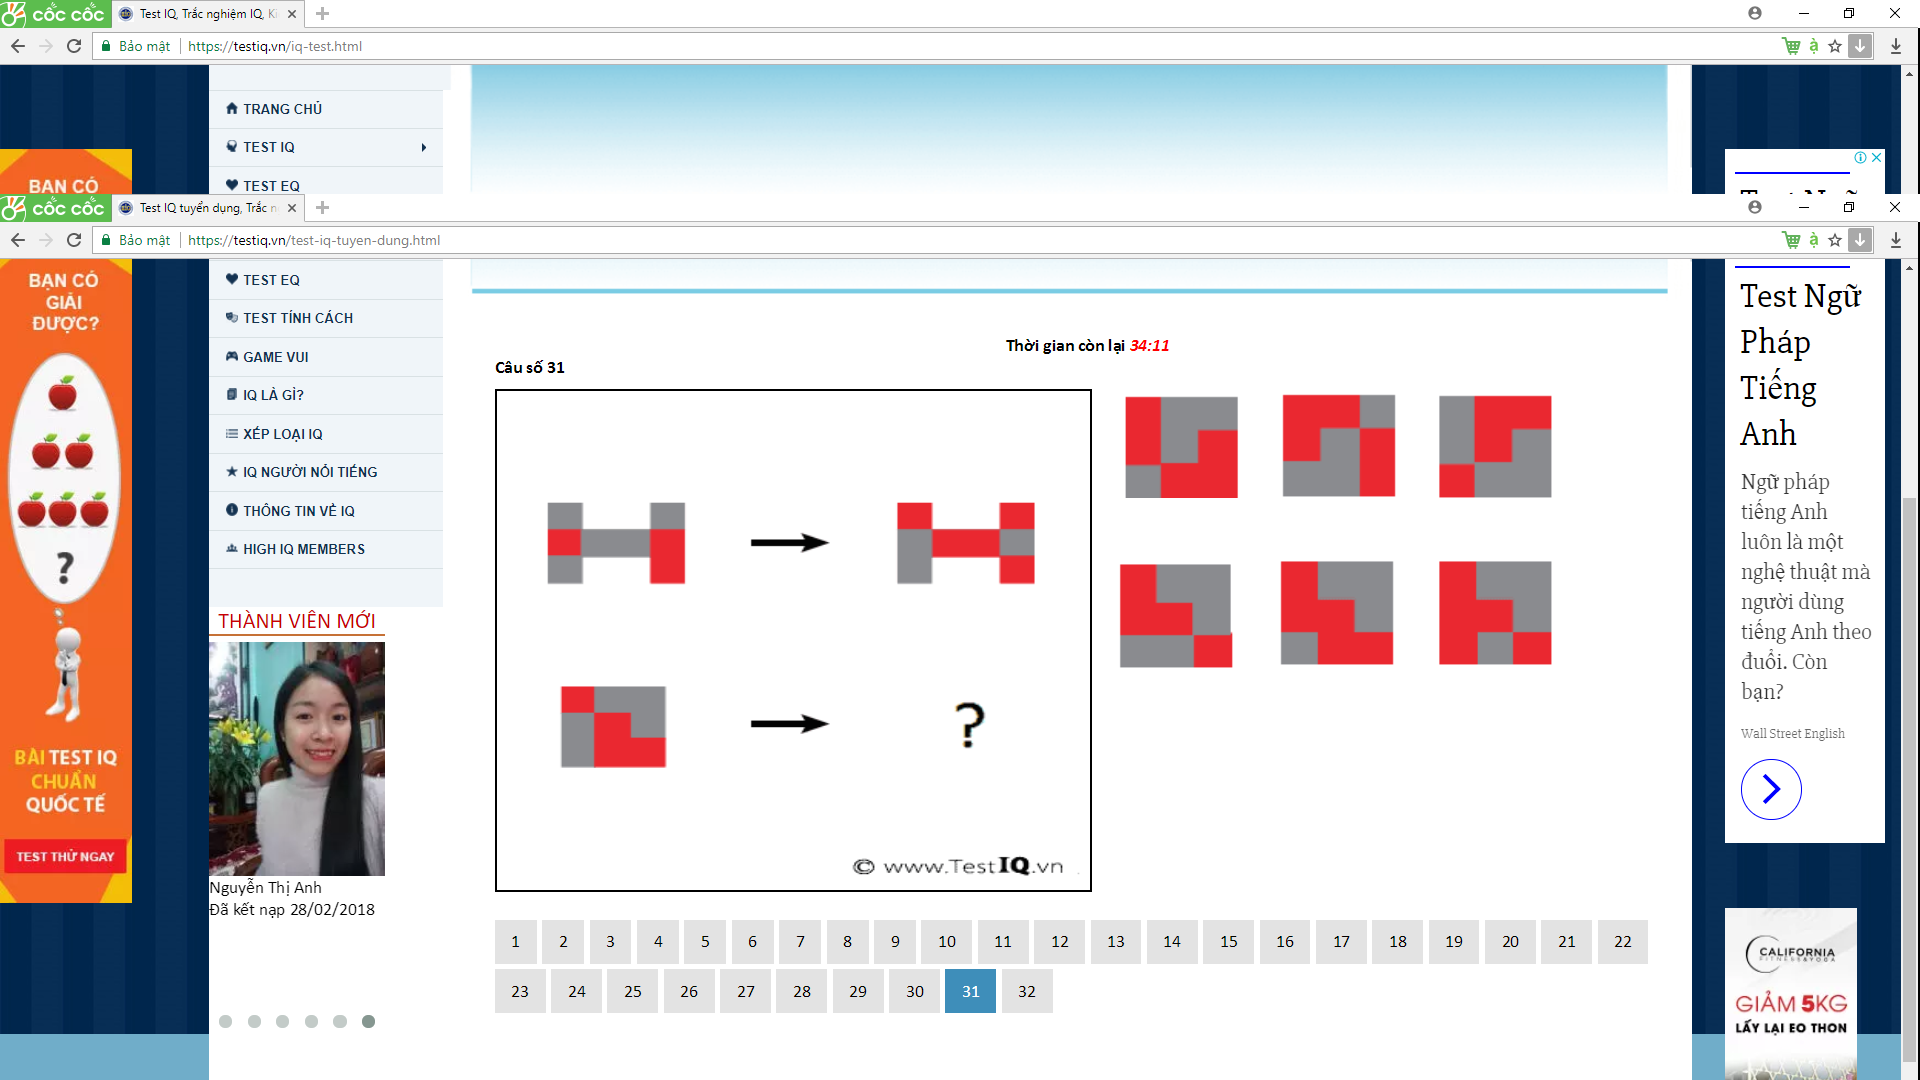 cốc cốc
Test IQ, Trắc nghiệm IQ, Ki
Bảo mật
https://testiq.vn/iq-test.html
TRANG CHỦ
TEST IQ
TEST EQ
BẠN CÓ
cốc cốc
Test IQ tuyển dụng, Trắc n
Bảo mật
https://testiq.vn/test-iq-tuyen-dung.html
BẠN CÓ
GIẢI
ĐƯỢC?
?
BÀI TEST IQ
CHUẨN
QUỐC TẾ
TEST THỬ NGAY
TEST EQ
TEST TÍNH CÁCH
GAME VUI
IQ LÀ GÌ?
XẾP LOẠI IQ
IQ NGƯỜI NỔI TIẾNG
THÔNG TIN VỀ IQ
HIGH IQ MEMBERS
THÀNH VIÊN MỚI
Nguyễn Thị Anh
Đã kết nạp 28/02/2018
Thời gian còn lại 34:11
Câu số 31
?
© www.TestIQ.vn
1 2 3 4 5 6 7 8 9 10 11 12 13 14 15 16 17 18 19 20 21 22
23 24 25 26 27 28 29 30 31 32
Test Ngữ
Pháp
Tiếng
Anh
Ngữ pháp
tiếng Anh
luôn là một
nghệ thuật mà
người dùng
tiếng Anh theo
đuổi. Còn
bạn?
Wall Street English
CALIFORNIA
FITNESS&YOGA
GIẢM 5KG
LẤY LẠI EO THON